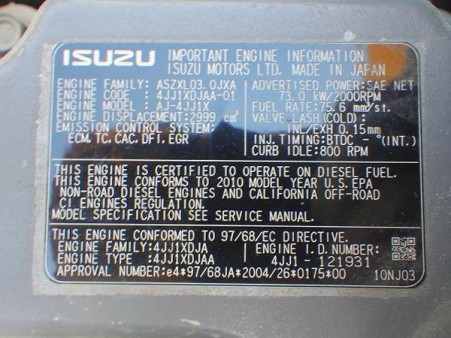 ISUZU IMPORTANT ENGINE INFORMATION
ISUZU MOTORS LTD. MADE IN JAPAN
ENGINE FAMILY: ASZXL03.0JXA
ADVERTISED POWER: SAE NET
ENGINE CODE: 4JJ1XDJAA-01
73.0 kW/2000RPM
ENGINE MODEL: AJ-4JJ1X
FUEL RATE: 75.6 mm³/st.
ENGINE DISPLACEMENT: 2999 cm³
VALVE LASH (COLD):
INL/EXH 0.15mm
EMISSION CONTROL SYSTEM:
ECM, TC, CAC, DFI, EGR
INJ. TIMING: BTDC - °(INT.)
CURB IDLE: 800 RPM
THIS ENGINE IS CERTIFIED TO OPERATE ON DIESEL FUEL.
THIS ENGINE CONFORMS TO 2010 MODEL YEAR U.S.EPA
NON-ROAD DIESEL ENGINES AND CALIFORNIA OFF-ROAD
CI ENGINES REGULATION.
MODEL SPECIFICATION SEE SERVICE MANUAL.
THIS ENGINE CONFORMS TO 97/68/EC DIRECTIVE.
ENGINE FAMILY: 4JJ1XDJA
ENGINE I.D. NUMBER:
ENGINE TYPE : 4JJ1XDJAA
4JJ1-121931
APPROVAL NUMBER: e4*97/68JA*2004/26*0175*00
10NJ03